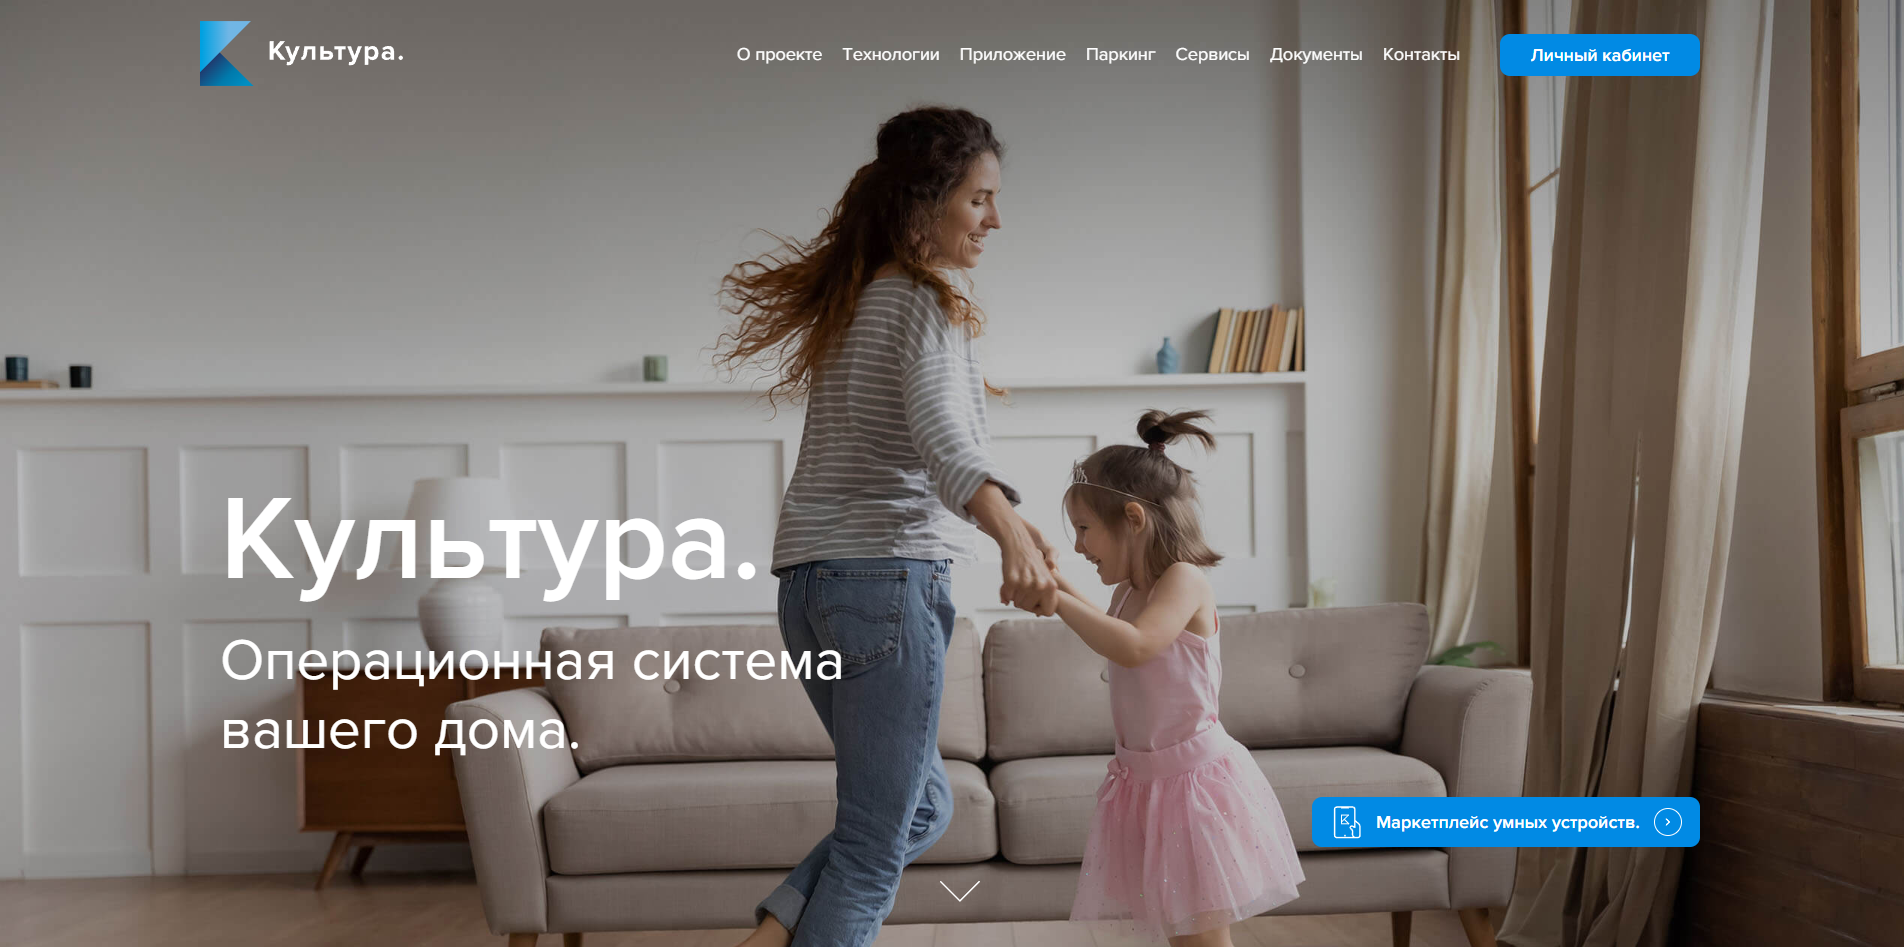 Культура.
О проекте
Технологии
Приложение
Паркинг
Сервисы
Документы
Контакты
Личный кабинет
Культура.
Операционная система
вашего дома.
Маркетплейс умных устройств.